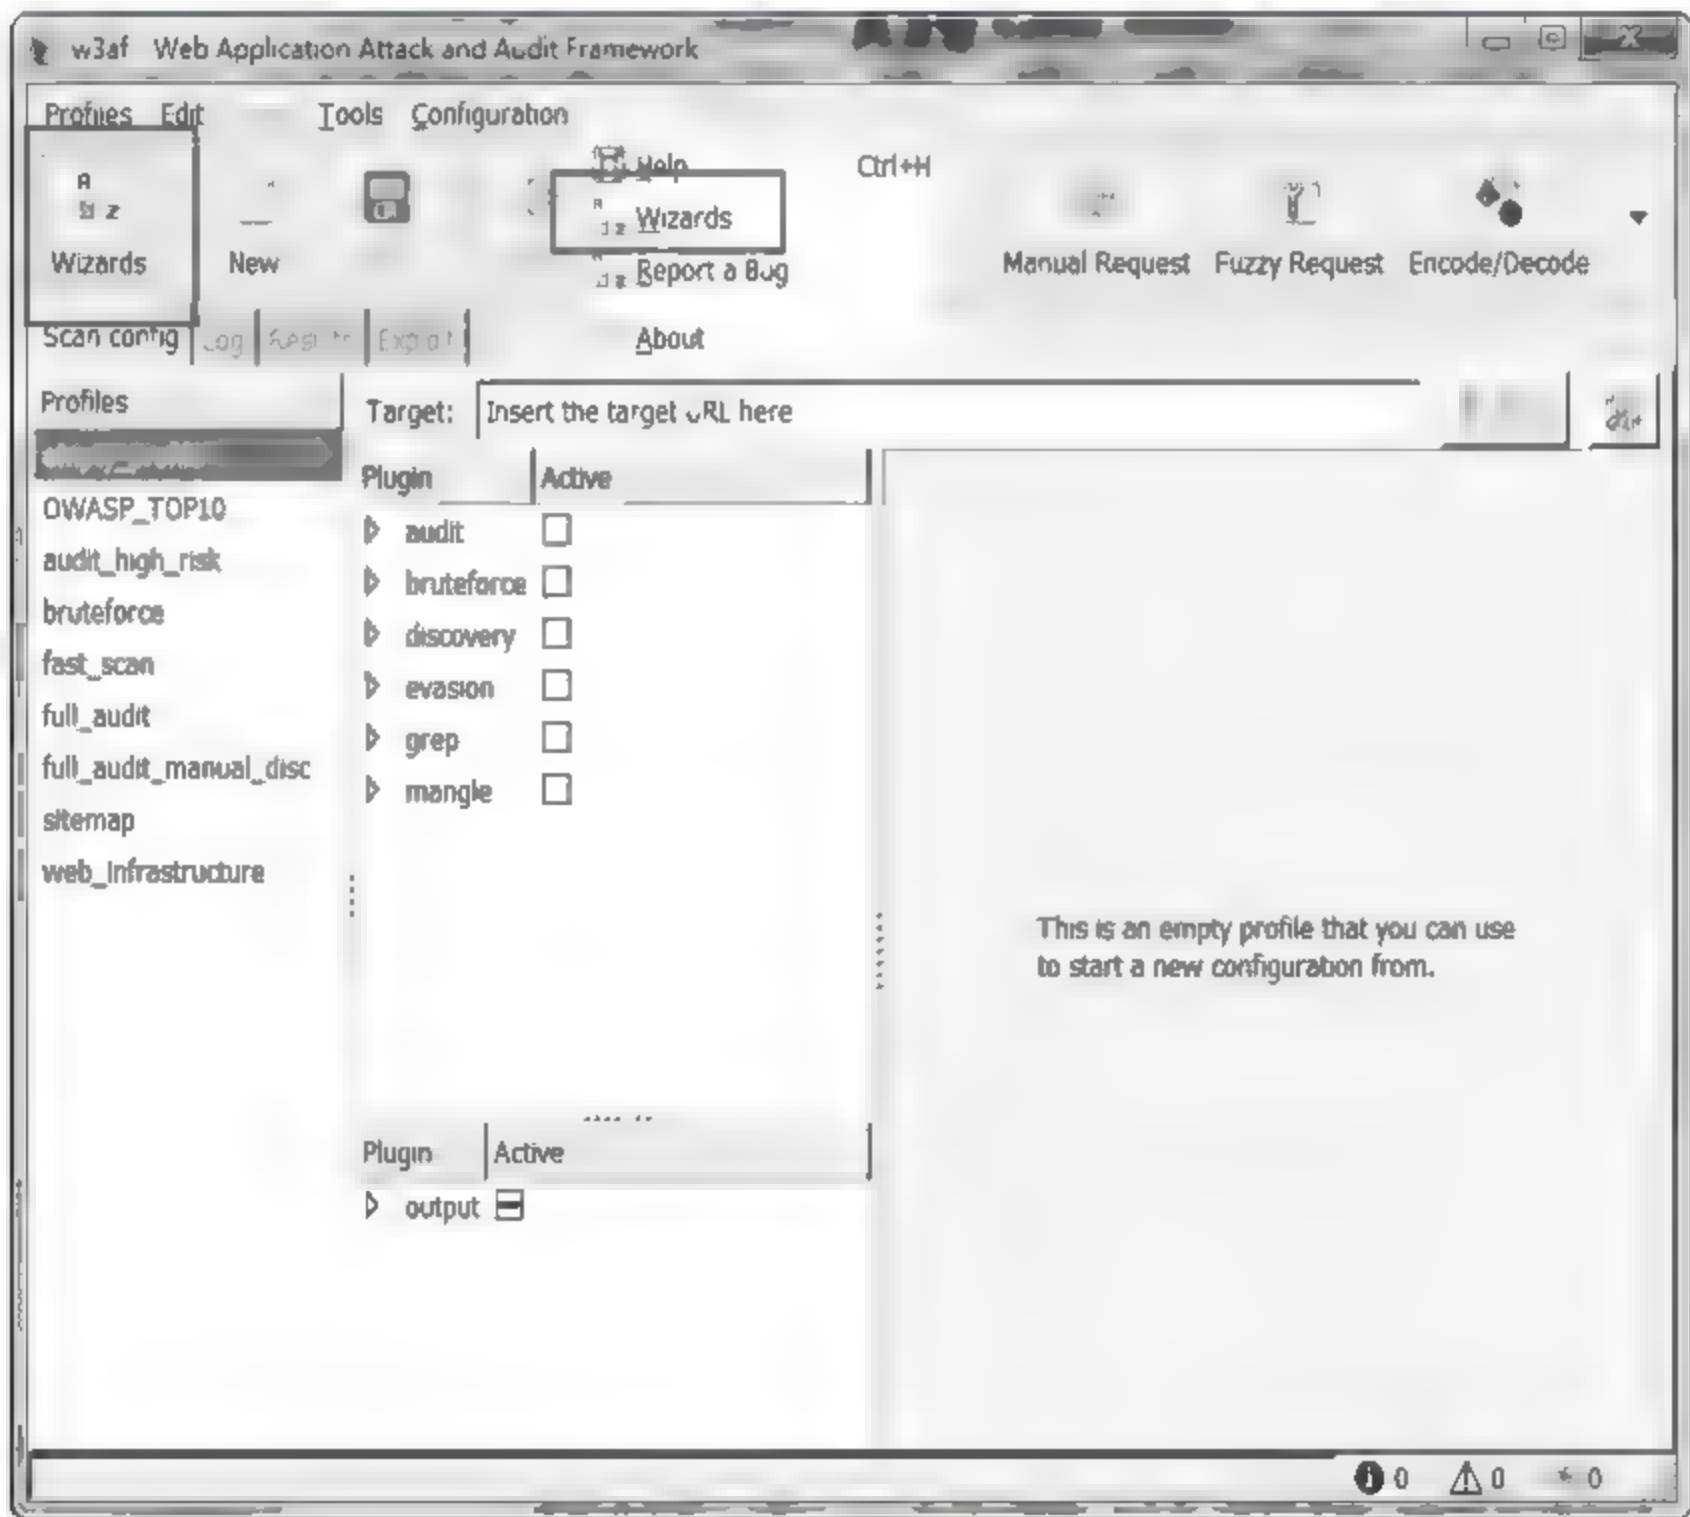 w3af Web Application Attack and Audit Framework
Profiles Edit Tools Configuration
Help Ctrl+H
Wizards
Report a Bug
About
Wizards New Manual Request Fuzzy Request Encode/Decode
Scan config Log Results Exploit
Profiles
Target: Insert the target URL here
Plugin Active
OWASP_TOP10
audit_high_risk
bruteforce
fast_scan
full_audit
full_audit_manual_disc
sitemap
web_infrastructure
audit
bruteforce
discovery
evasion
grep
mangle
This is an empty profile that you can use
to start a new configuration from.
Plugin Active
output
0 0 0